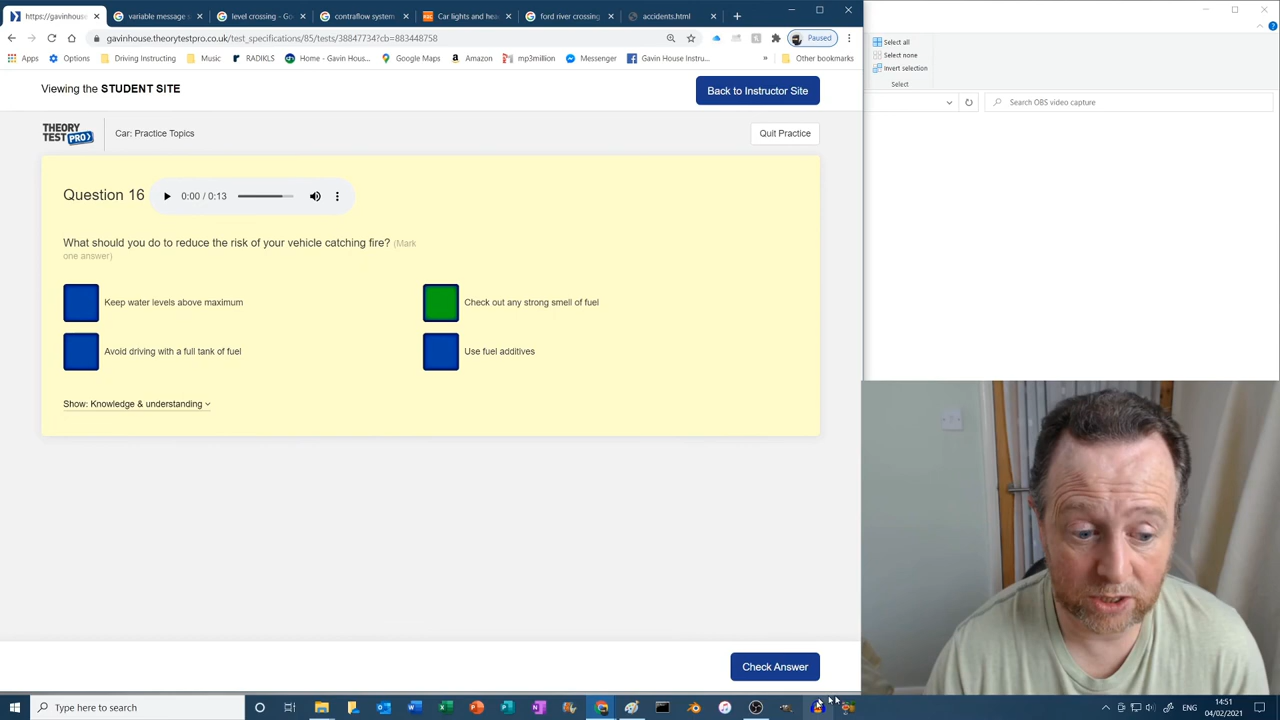 https://gavinhouse.
variable message s
level crossing - Go
contraflow system
RAC
Car lights and hea
ford river crossing
accidents.html
gavinhouse.theorytestpro.co.uk/test_specifications/85/test/38847734?cb=883448758
Paused
Apps
Options
Driving Instructing
Music
RADIKLS
Home - Gavin Hous...
Google Maps
Amazon
mp3million
Messenger
Gavin House Instru...
Other bookmarks
Select all
Select none
Invert selection
Select
Search OBS video capture
Viewing the STUDENT SITE
Back to Instructor Site
THEORY
TEST PRO
Car: Practice Topics
Quit Practice
Question 16
0:00 / 0:13
What should you do to reduce the risk of your vehicle catching fire? (Mark
one answer)
Keep water levels above maximum
Check out any strong smell of fuel
Avoid driving with a full tank of fuel
Use fuel additives
Show: Knowledge & understanding
Check Answer
Type here to search
ENG
14:51
04/02/2021